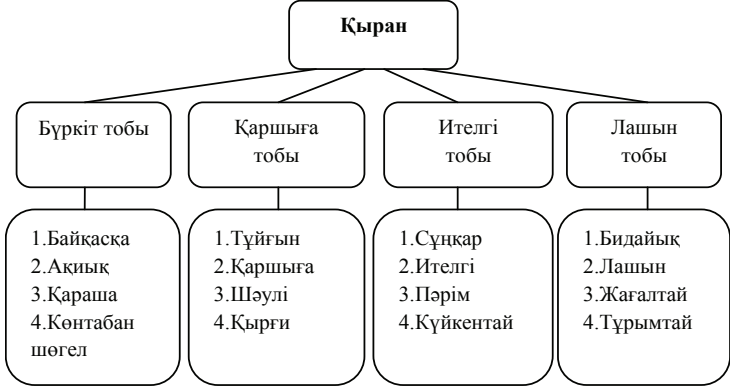 Қыран
Бүркіт тобы
Қаршыға
тобы
Ителгі
тобы
Лашын
тобы
1.Байқасқа
2.Ақиық
3.Қараша
4.Көнтабан
шөгел
1.Тұйғын
2.Қаршыға
3.Шәулі
4.Қырғи
1.Сұңқар
2.Ителгі
3.Пәрім
4.Күйкентай
1.Бидайық
2.Лашын
3.Жағалтай
4.Тұрымтай